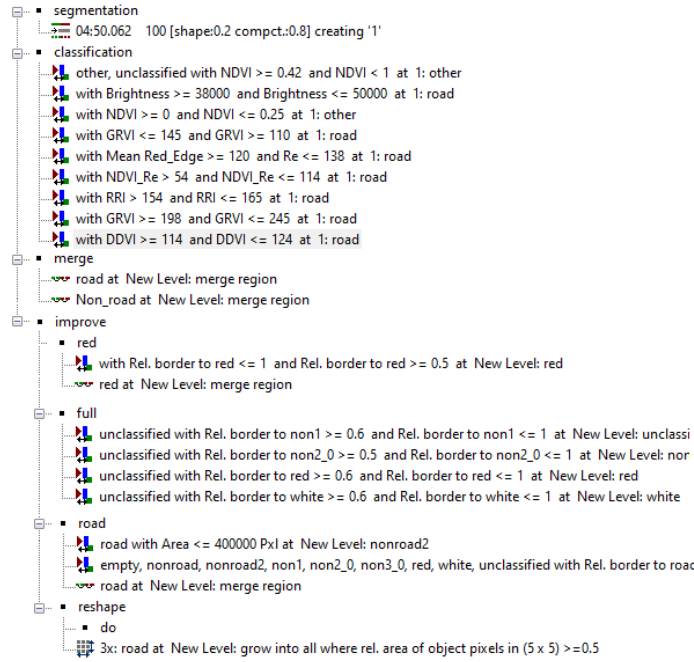 segmentation
04:50.062 100 [shape:0.2 compct.:0.8] creating '1'
classification
other, unclassified with NDVI >= 0.42 and NDVI < 1 at 1: other
with Brightness >= 38000 and Brightness <= 50000 at 1: road
with NDVI >= 0 and NDVI <= 0.25 at 1: other
with GRVI <= 145 and GRVI >= 110 at 1: road
with Mean Red_Edge >= 120 and Re <= 138 at 1: road
with NDVI_Re > 54 and NDVI_Re <= 114 at 1: road
with RRI > 154 and RRI <= 165 at 1: road
with GRVI >= 198 and GRVI <= 245 at 1: road
with DDVI >= 114 and DDVI <= 124 at 1: road
merge
road at New Level: merge region
Non_road at New Level: merge region
improve
red
with Rel. border to red <= 1 and Rel. border to red >= 0.5 at New Level: red
red at New Level: merge region
full
unclassified with Rel. border to non1 >= 0.6 and Rel. border to non1 <= 1 at New Level: unclassi
unclassified with Rel. border to non2_0 >= 0.5 and Rel. border to non2_0 <= 1 at New Level: non
unclassified with Rel. border to red >= 0.6 and Rel. border to red <= 1 at New Level: red
unclassified with Rel. border to white >= 0.6 and Rel. border to white <= 1 at New Level: white
road
road with Area <= 400000 Pxl at New Level: nonroad2
empty, nonroad, nonroad2, non1, non2_0, non3_0, red, white, unclassified with Rel. border to road
road at New Level: merge region
reshape
do
3x: road at New Level: grow into all where rel. area of object pixels in (5 x 5) >=0.5